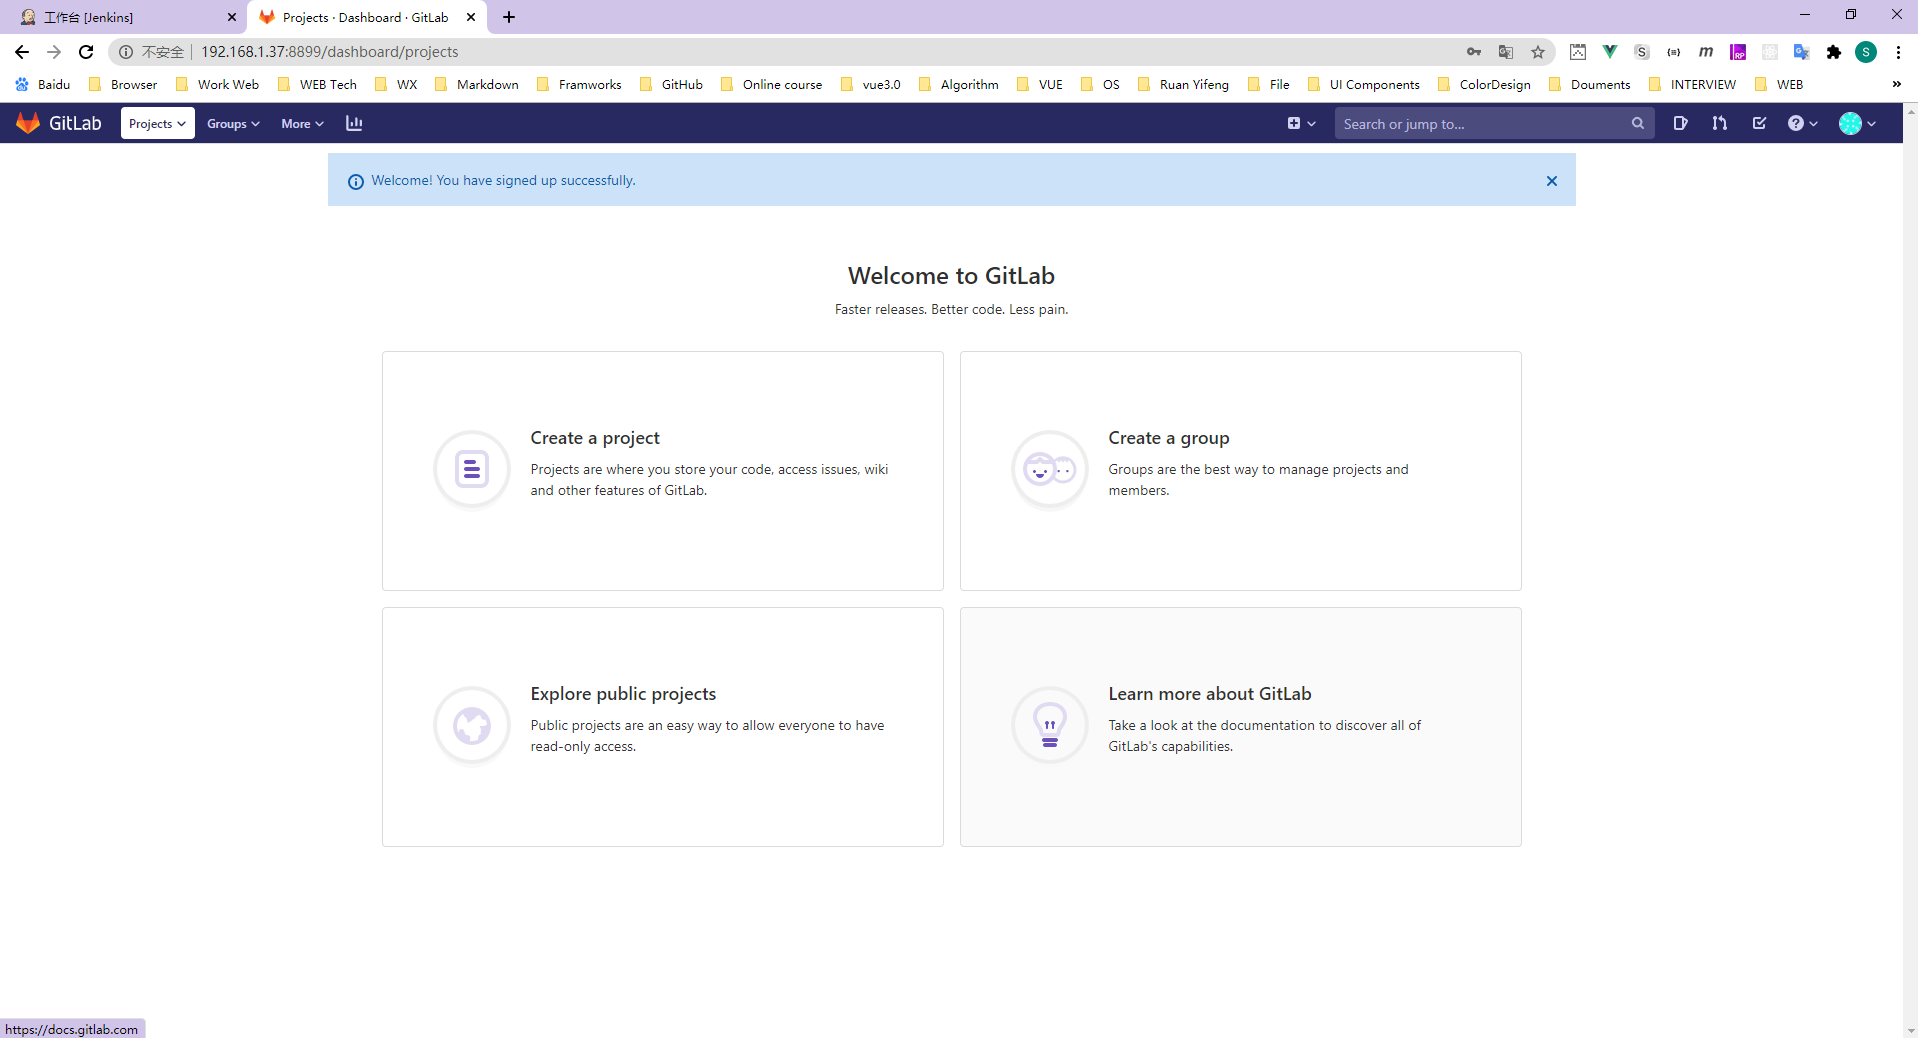 工作台 [Jenkins]
Projects · Dashboard · GitLab
不安全
192.168.1.37:8899/dashboard/projects
Baidu Browser Work Web WEB Tech WX Markdown Framworks GitHub Online course vue3.0 Algorithm VUE OS Ruan Yifeng File UI Components ColorDesign Douments INTERVIEW WEB »
GitLab Projects Groups More Search or jump to...
Welcome! You have signed up successfully.
Welcome to GitLab
Faster releases. Better code. Less pain.
Create a project
Projects are where you store your code, access issues, wiki
and other features of GitLab.
Create a group
Groups are the best way to manage projects and
members.
Explore public projects
Public projects are an easy way to allow everyone to have
read-only access.
Learn more about GitLab
Take a look at the documentation to discover all of
GitLab's capabilities.
https://docs.gitlab.com